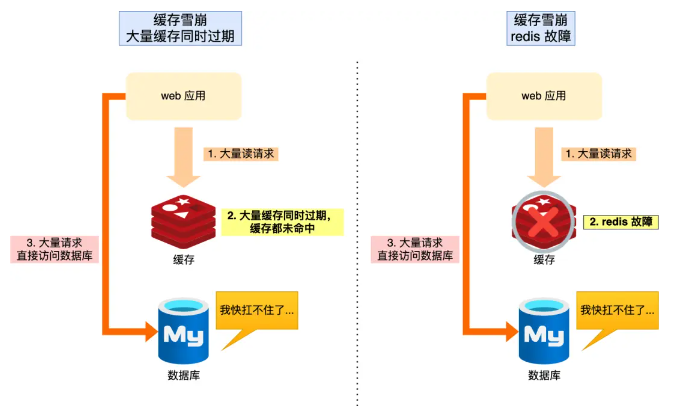 缓存雪崩
大量缓存同时过期
web 应用
1. 大量读请求
2. 大量缓存同时过期，
缓存都未命中
缓存
3. 大量请求
直接访问数据库
我快扛不住了...
My
数据库
缓存雪崩
redis 故障
web 应用
1. 大量读请求
2. redis 故障
缓存
3. 大量请求
直接访问数据库
我快扛不住了...
My
数据库